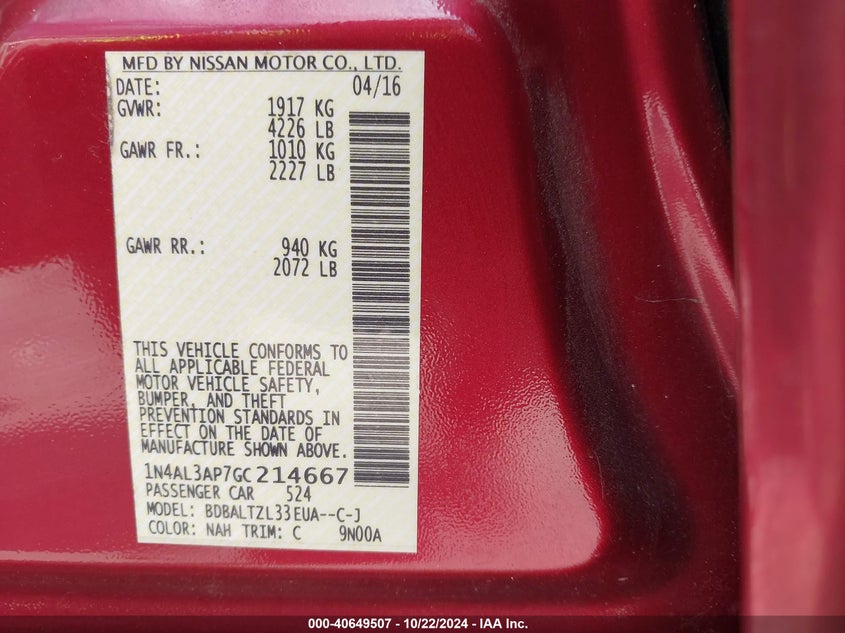 MFD BY NISSAN MOTOR CO., LTD.
DATE: 04/16
GVWR: 1917 KG
4226 LB
GAWR FR.: 1010 KG
2227 LB
GAWR RR.: 940 KG
2072 LB
THIS VEHICLE CONFORMS TO
ALL APPLICABLE FEDERAL
MOTOR VEHICLE SAFETY,
BUMPER, AND THEFT
PREVENTION STANDARDS IN
EFFECT ON THE DATE OF
MANUFACTURE SHOWN ABOVE.
1N4AL3AP7GC214667
PASSENGER CAR 524
MODEL: BDBALTZL33EUA--C-J
COLOR: NAH TRIM: C 9N00A
000-40649507 - 10/22/2024 - IAA Inc.